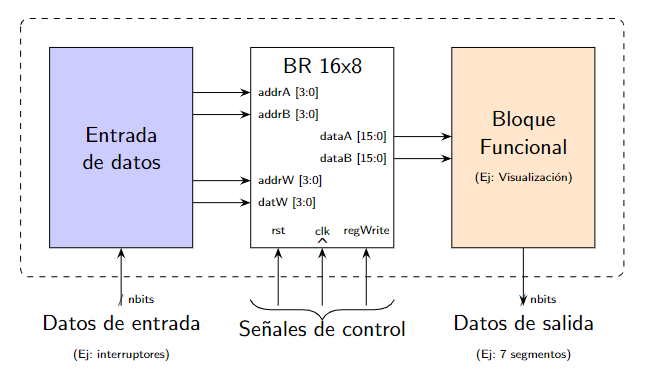 Entrada
de datos
BR 16x8
addrA [3:0]
addrB [3:0]
dataA [15:0]
dataB [15:0]
addrW [3:0]
datW [3:0]
rst
clk
regWrite
Bloque
Funcional
(Ej: Visualización)
nbits
Datos de entrada
(Ej: interruptores)
Señales de control
nbits
Datos de salida
(Ej: 7 segmentos)